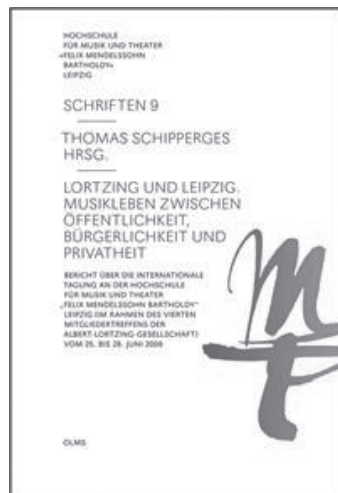 HOCHSCHULE
FÜR MUSIK UND THEATER
»FELIX MENDELSSOHN
BARTHOLDY«
LEIPZIG
SCHRIFTEN 9
THOMAS SCHIPPERGES
HRSG.
LORTZING UND LEIPZIG.
MUSIKLEBEN ZWISCHEN
ÖFFENTLICHKEIT,
BÜRGERLICHKEIT UND
PRIVATHEIT
BERICHT ÜBER DIE INTERNATIONALE
TAGUNG AN DER HOCHSCHULE
FÜR MUSIK UND THEATER
„FELIX MENDELSSOHN BARTHOLDY“
LEIPZIG (IM RAHMEN DES VIERTEN
MITGLIEDERTREFFENS DER
ALBERT-LORTZING-GESELLSCHAFT)
VOM 25. BIS 28. JUNI 2009
OLMS